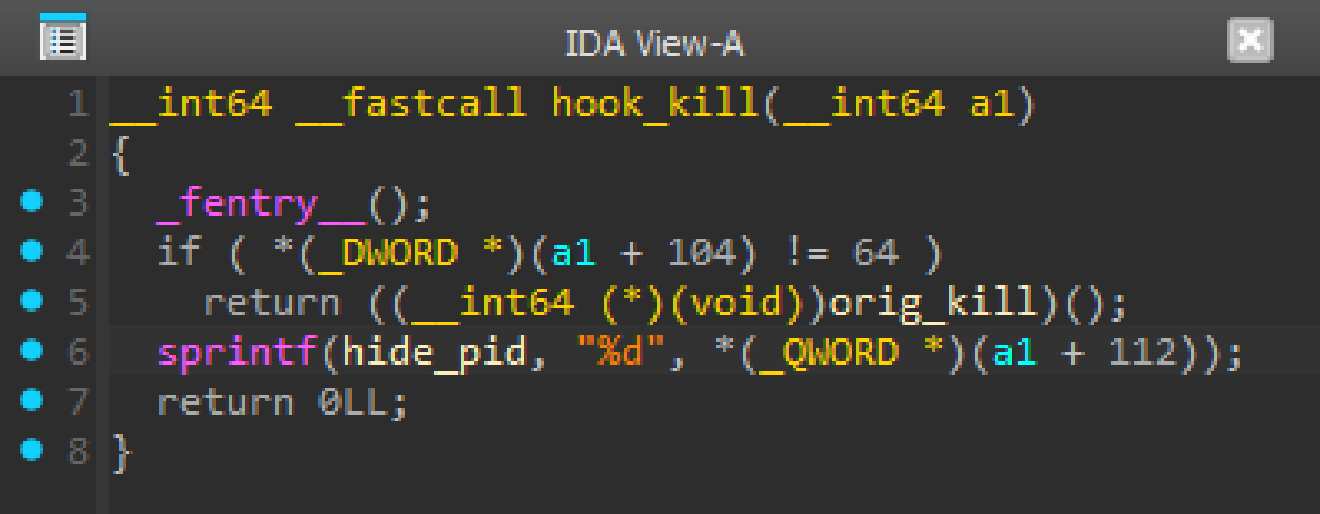 IDA View-A
1 __int64 __fastcall hook_kill(__int64 a1)
2 {
3 _fentry__();
4 if ( *(_DWORD *)(a1 + 104) != 64 )
5 return ((__int64 (*)(void))orig_kill)();
6 sprintf(hide_pid, "%d", *(_QWORD *)(a1 + 112));
7 return 0LL;
8 }